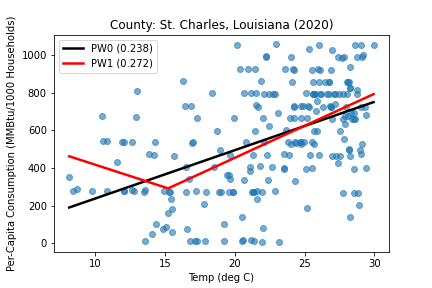 County: St. Charles, Louisiana (2020)
Per-Capita Consumption (MMBtu/1000 Households)
1000
800
600
400
200
0
PW0 (0.238)
PW1 (0.272)
10 15 20 25 30
Temp (deg C)